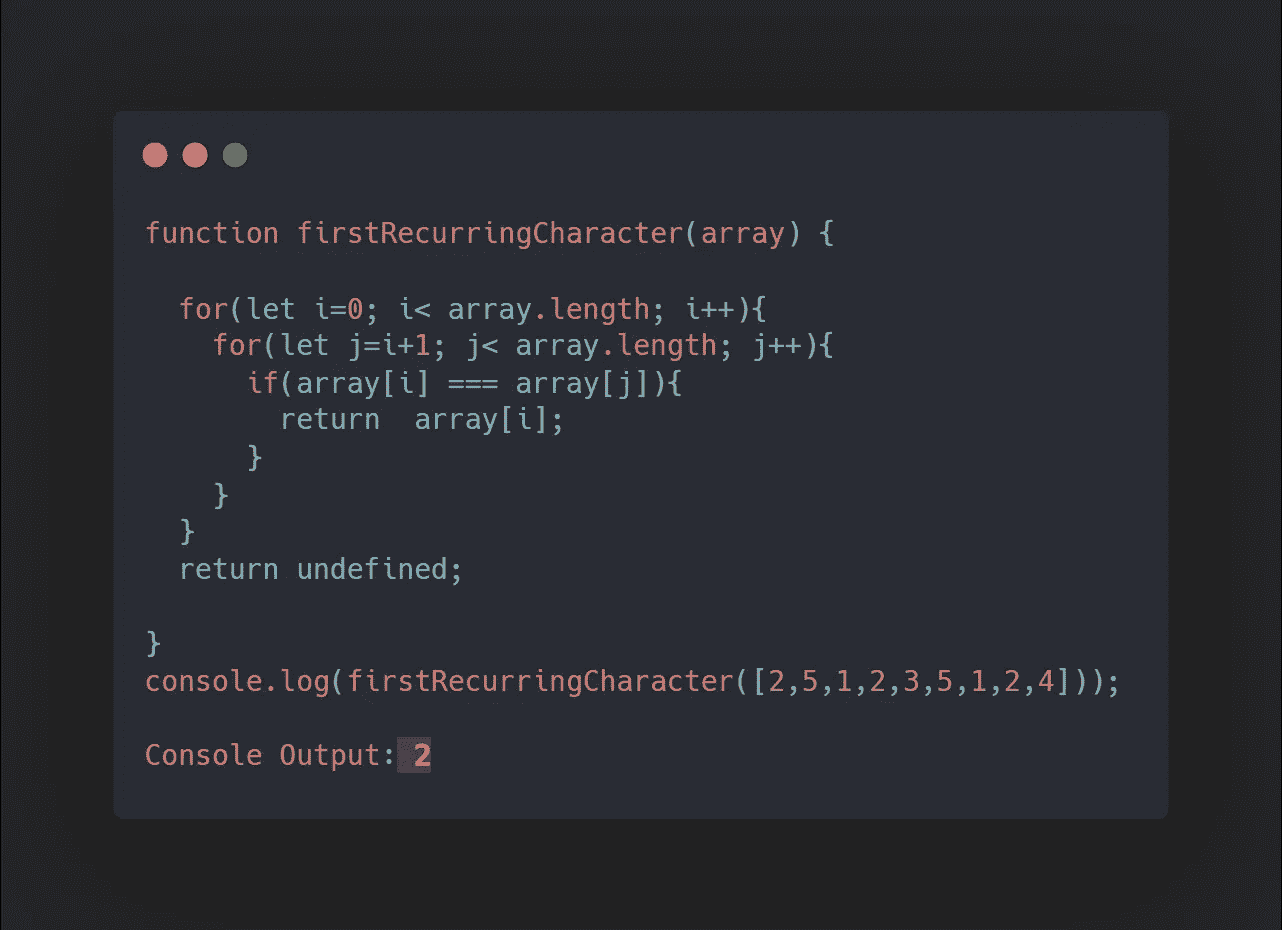 function firstRecurringCharacter(array) {
  for(let i=0; i< array.length; i++){
    for(let j=i+1; j< array.length; j++){
      if(array[i] === array[j]){
        return  array[i];
      }
    }
  }
  return undefined;
}
console.log(firstRecurringCharacter([2,5,1,2,3,5,1,2,4]));
Console Output: 2